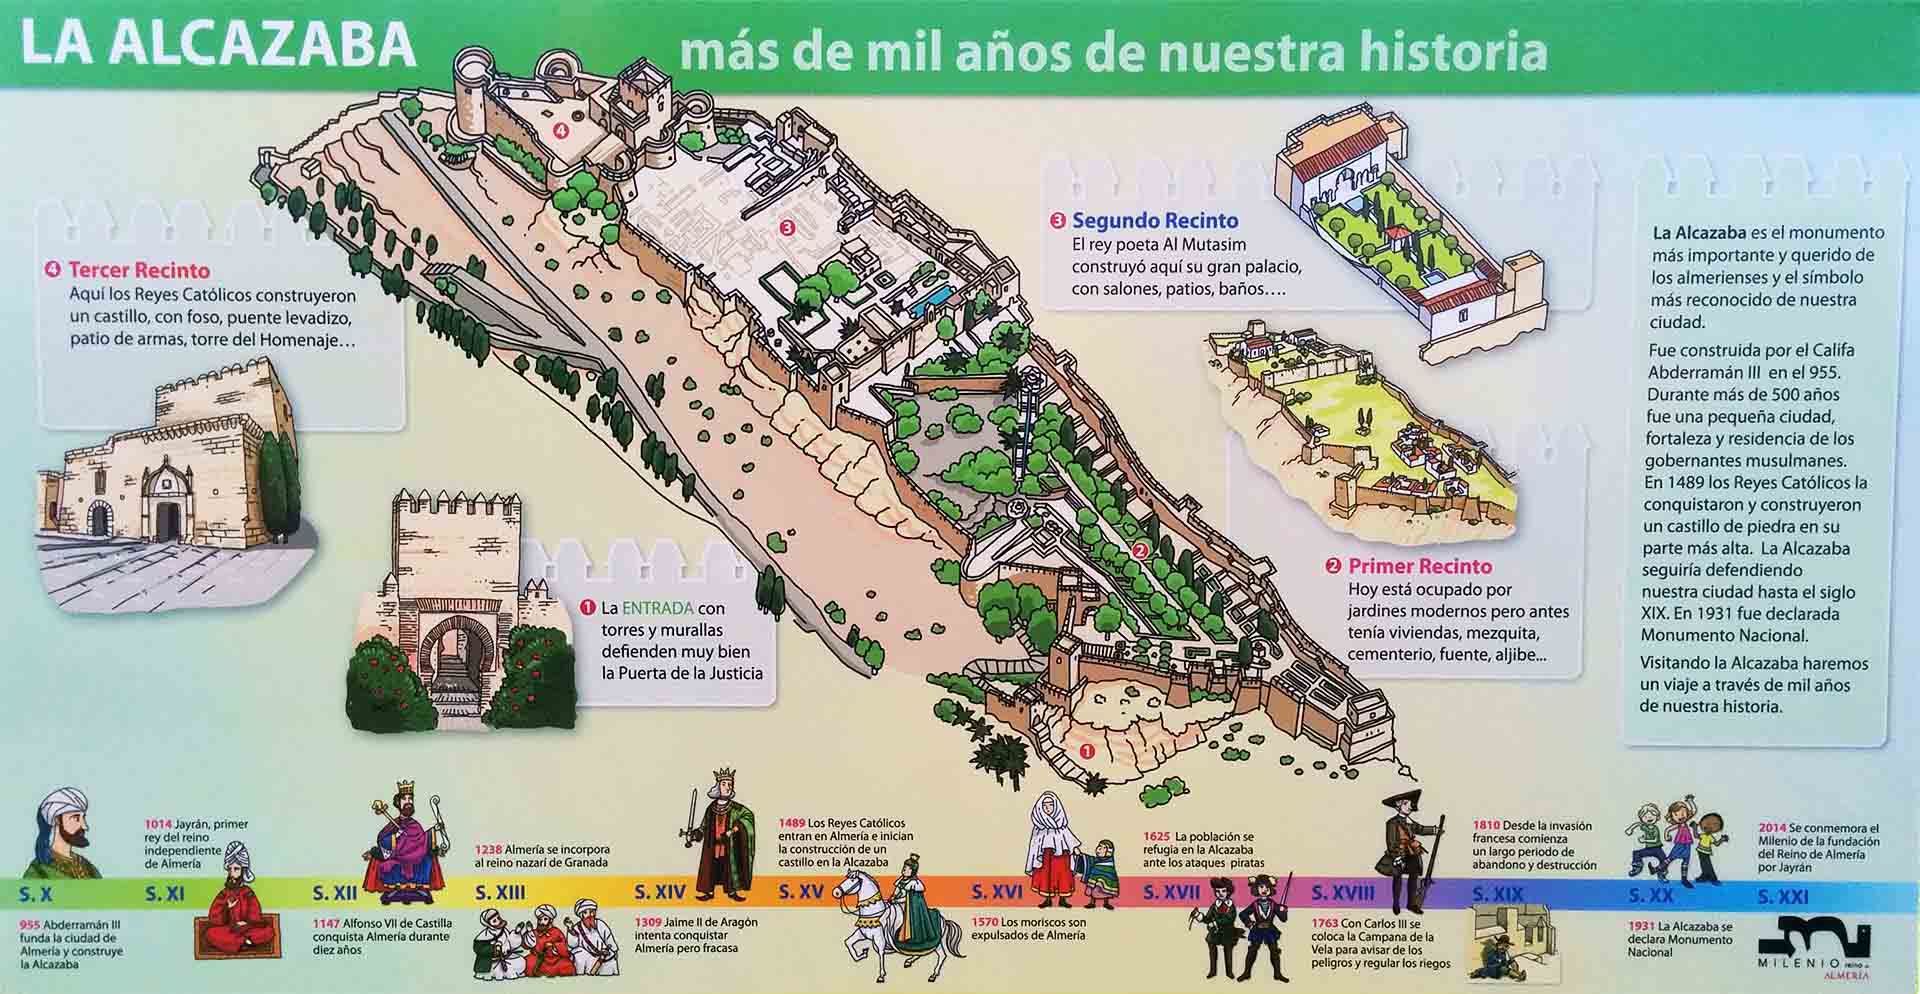 LA ALCAZABA
más de mil años de nuestra historia
4 Tercer Recinto
Aquí los Reyes Católicos construyeron
un castillo, con foso, puente levadizo,
patio de armas, torre del Homenaje...
1 La ENTRADA con
torres y murallas
defienden muy bien
la Puerta de la Justicia
4
3
2
1
3 Segundo Recinto
El rey poeta Al Mutasim
construyó aquí su gran palacio,
con salones, patios, baños....
2 Primer Recinto
Hoy está ocupado por
jardines modernos pero antes
tenía viviendas, mezquita,
cementerio, fuente, aljibe...
La Alcazaba es el monumento
más importante y querido de
los almerienses y el símbolo
más reconocido de nuestra
ciudad.
Fue construida por el Califa
Abderramán III en el 955.
Durante más de 500 años
fue una pequeña ciudad,
fortaleza y residencia de los
gobernantes musulmanes.
En 1489 los Reyes Católicos la
conquistaron y construyeron
un castillo de piedra en su
parte más alta. La Alcazaba
seguiría defendiendo
nuestra ciudad hasta el siglo
XIX. En 1931 fue declarada
Monumento Nacional.
Visitando la Alcazaba haremos
un viaje a través de mil años
de nuestra historia.
S. X
955 Abderramán III
funda la ciudad de
Almería y construye
la Alcazaba
1014 Jayrán, primer
rey del reino
independiente
de Almería
S. XI
S. XII
1147 Alfonso VII de Castilla
conquista Almería durante
diez años
1238 Almería se incorpora
al reino nazarí de Granada
S. XIII
S. XIV
1309 Jaime II de Aragón
intenta conquistar
Almería pero fracasa
1489 Los Reyes Católicos
entran en Almería e inician
la construcción de un
castillo en la Alcazaba
S. XV
S. XVI
1570 Los moriscos son
expulsados de Almería
1625 La población se
refugia en la Alcazaba
ante los ataques piratas
S. XVII
S. XVIII
1763 Con Carlos III se
coloca la Campana de la
Vela para avisar de los
peligros y regular los riegos
1810 Desde la invasión
francesa comienza
un largo periodo de
abandono y destrucción
S. XIX
S. XX
1931 La Alcazaba se
declara Monumento
Nacional
2014 Se conmemora el
Milenio de la fundación
del Reino de Almería
por Jayrán
S. XXI
MILENIO reino de
ALMERÍA